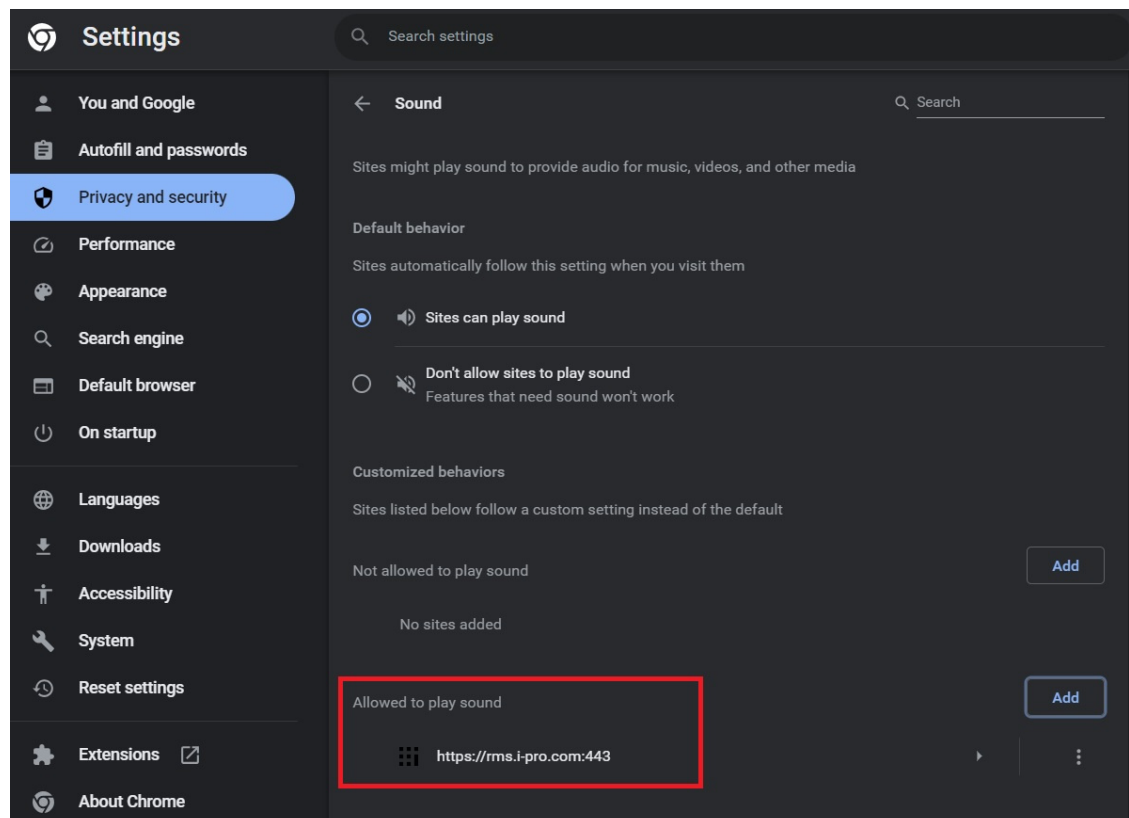 Settings
Search settings
You and Google
Autofill and passwords
Privacy and security
Performance
Appearance
Search engine
Default browser
On startup
Languages
Downloads
Accessibility
System
Reset settings
Extensions
About Chrome
Sound
Search
Sites might play sound to provide audio for music, videos, and other media
Default behavior
Sites automatically follow this setting when you visit them
Sites can play sound
Don't allow sites to play sound
Features that need sound won't work
Customized behaviors
Sites listed below follow a custom setting instead of the default
Not allowed to play sound
Add
No sites added
Allowed to play sound
Add
https://rms.i-pro.com:443